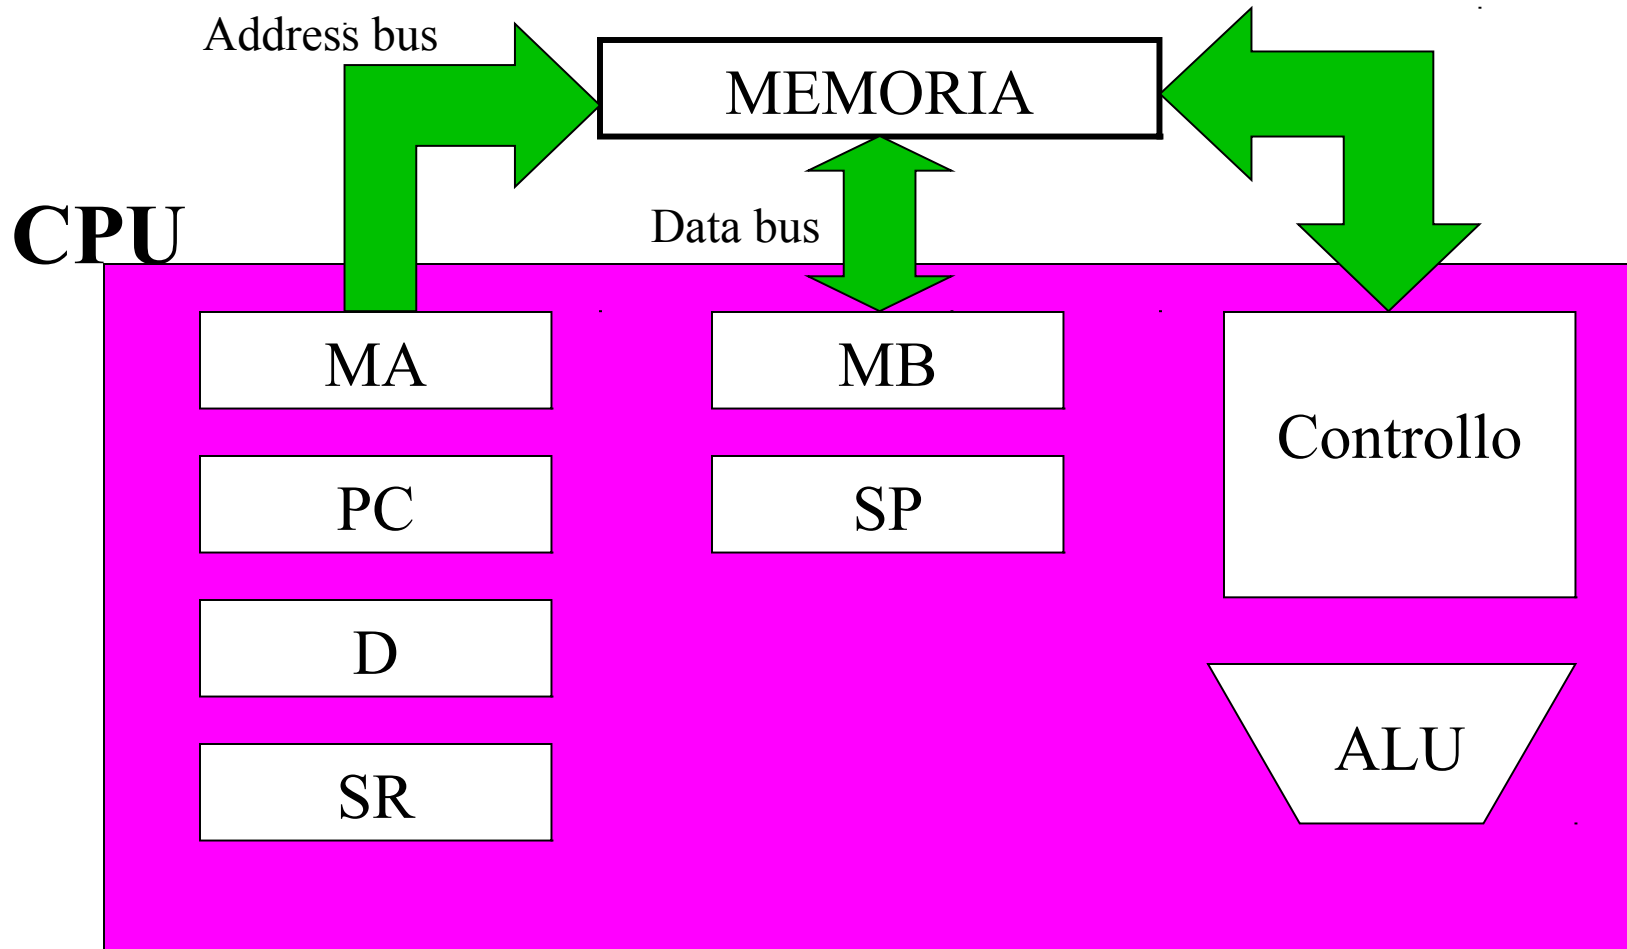 Address bus
MEMORIA
Data bus
CPU
MA
MB
Controllo
PC
SP
D
ALU
SR